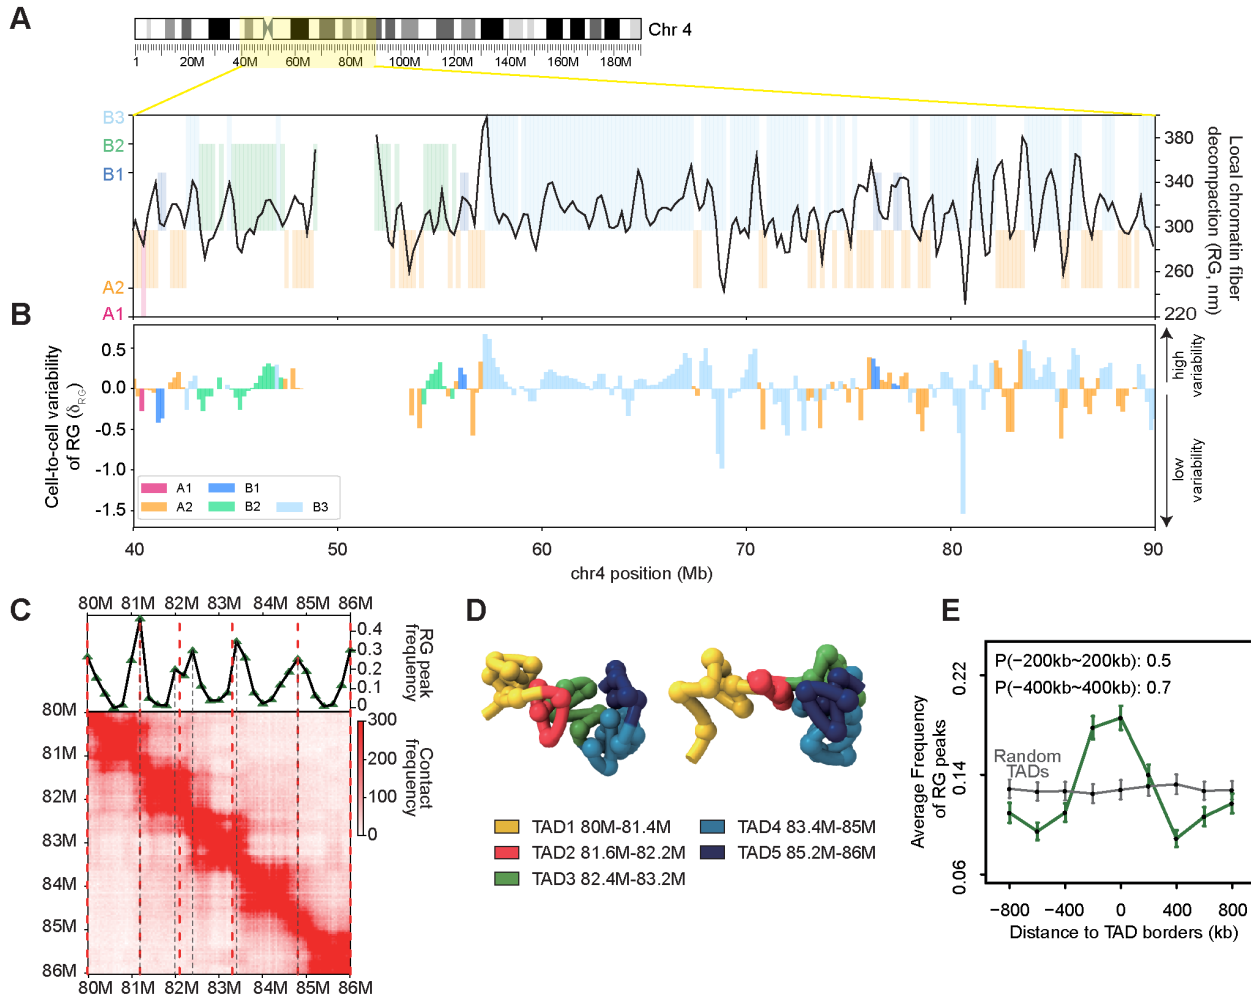 A
Chr 4
1 20M 40M 60M 80M 100M 120M 140M 160M 180M
B3
B2
B1
A2
A1
380
340
300
260
220
Local chromatin fiber
decompaction (RG, nm)
B
Cell-to-cell variability
of RG (δRG)
0.5
0.0
-0.5
-1.0
-1.5
high
variability
low
variability
A1 B1
A2 B2 B3
40 50 60 70 80 90
chr4 position (Mb)
C
80M 81M 82M 83M 84M 85M 86M
0.4
0.3
0.2
0.1
0
RG peak
frequency
80M
81M
82M
83M
84M
85M
86M
300
200
100
0
Contact
frequency
80M 81M 82M 83M 84M 85M 86M
D
TAD1 80M-81.4M
TAD2 81.6M-82.2M
TAD3 82.4M-83.2M
TAD4 83.4M-85M
TAD5 85.2M-86M
E
P(−200kb~200kb): 0.5
P(−400kb~400kb): 0.7
Random
TADs
Average Frequency
of RG peaks
0.22
0.14
0.06
−800 −400 0 400 800
Distance to TAD borders (kb)